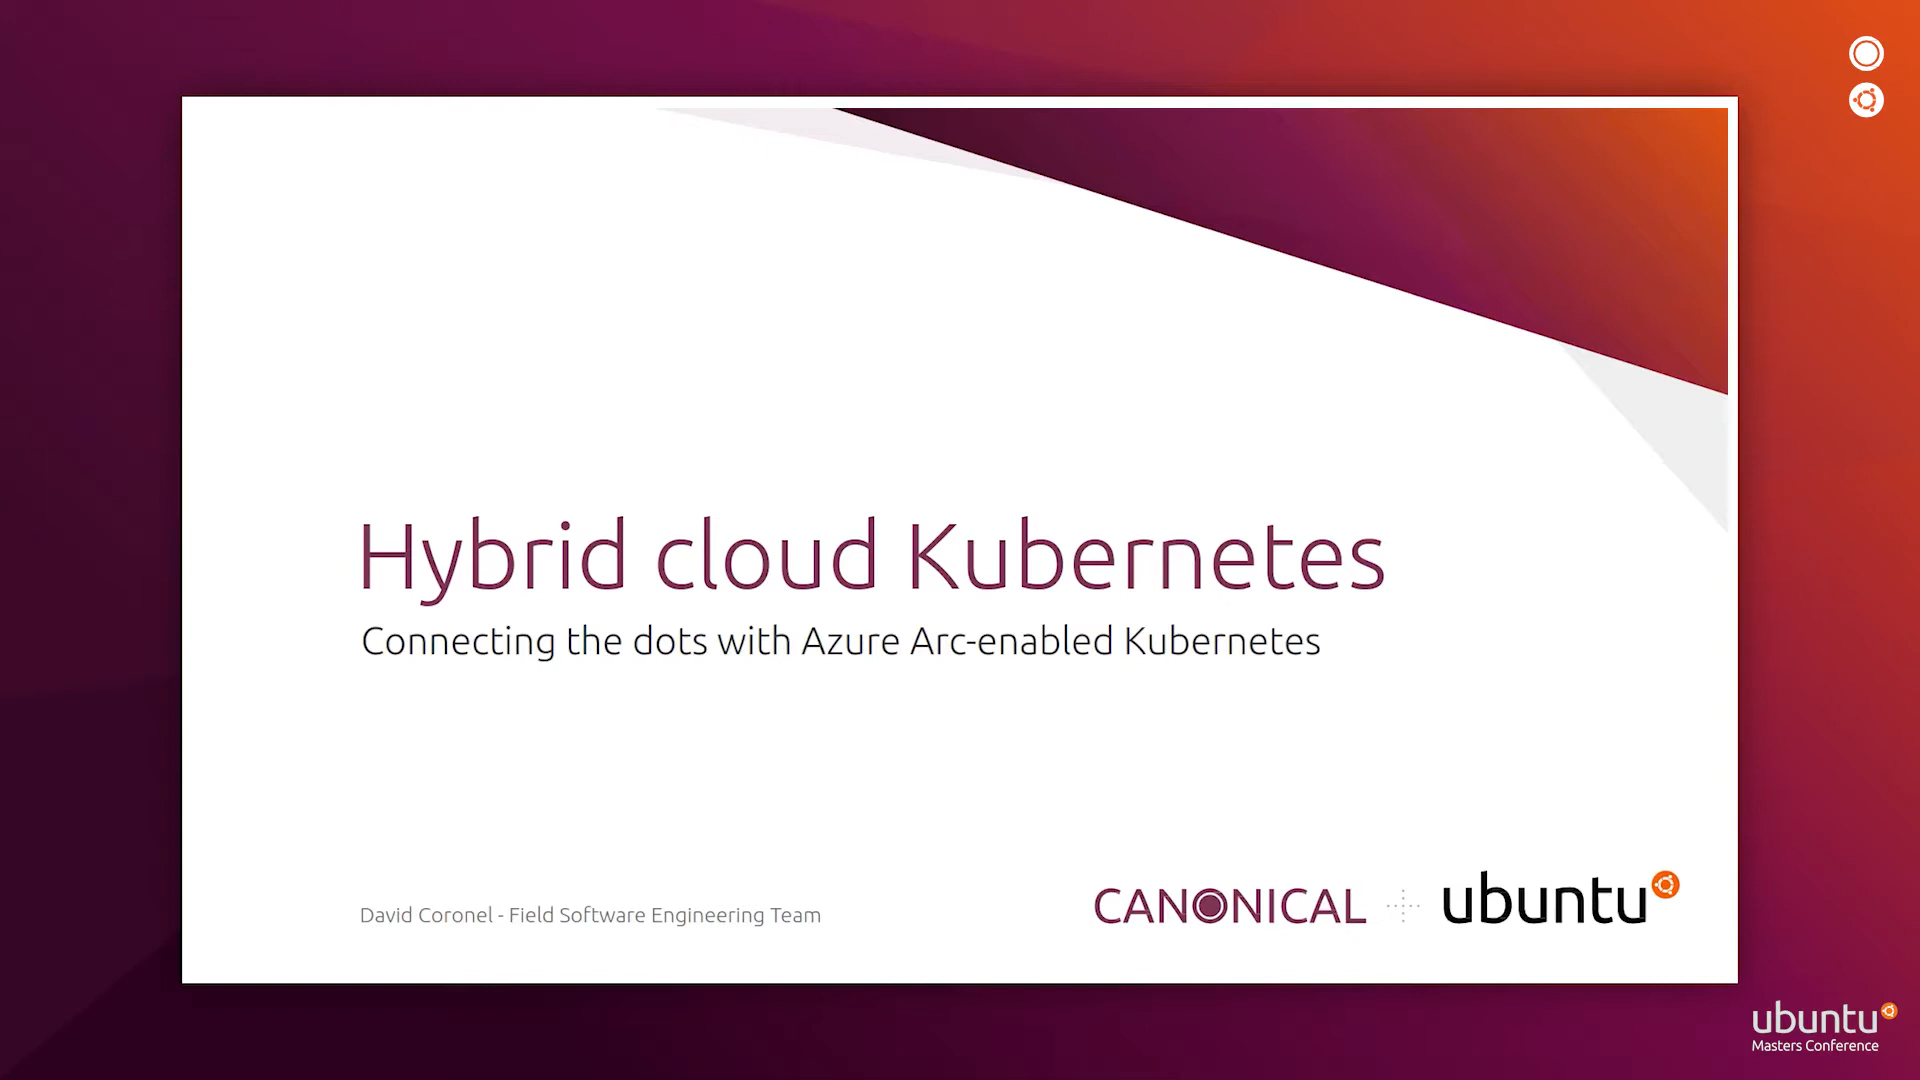 Hybrid cloud Kubernetes
Connecting the dots with Azure Arc-enabled Kubernetes
David Coronel - Field Software Engineering Team
CANONICAL
ubuntu
ubuntu
Masters Conference